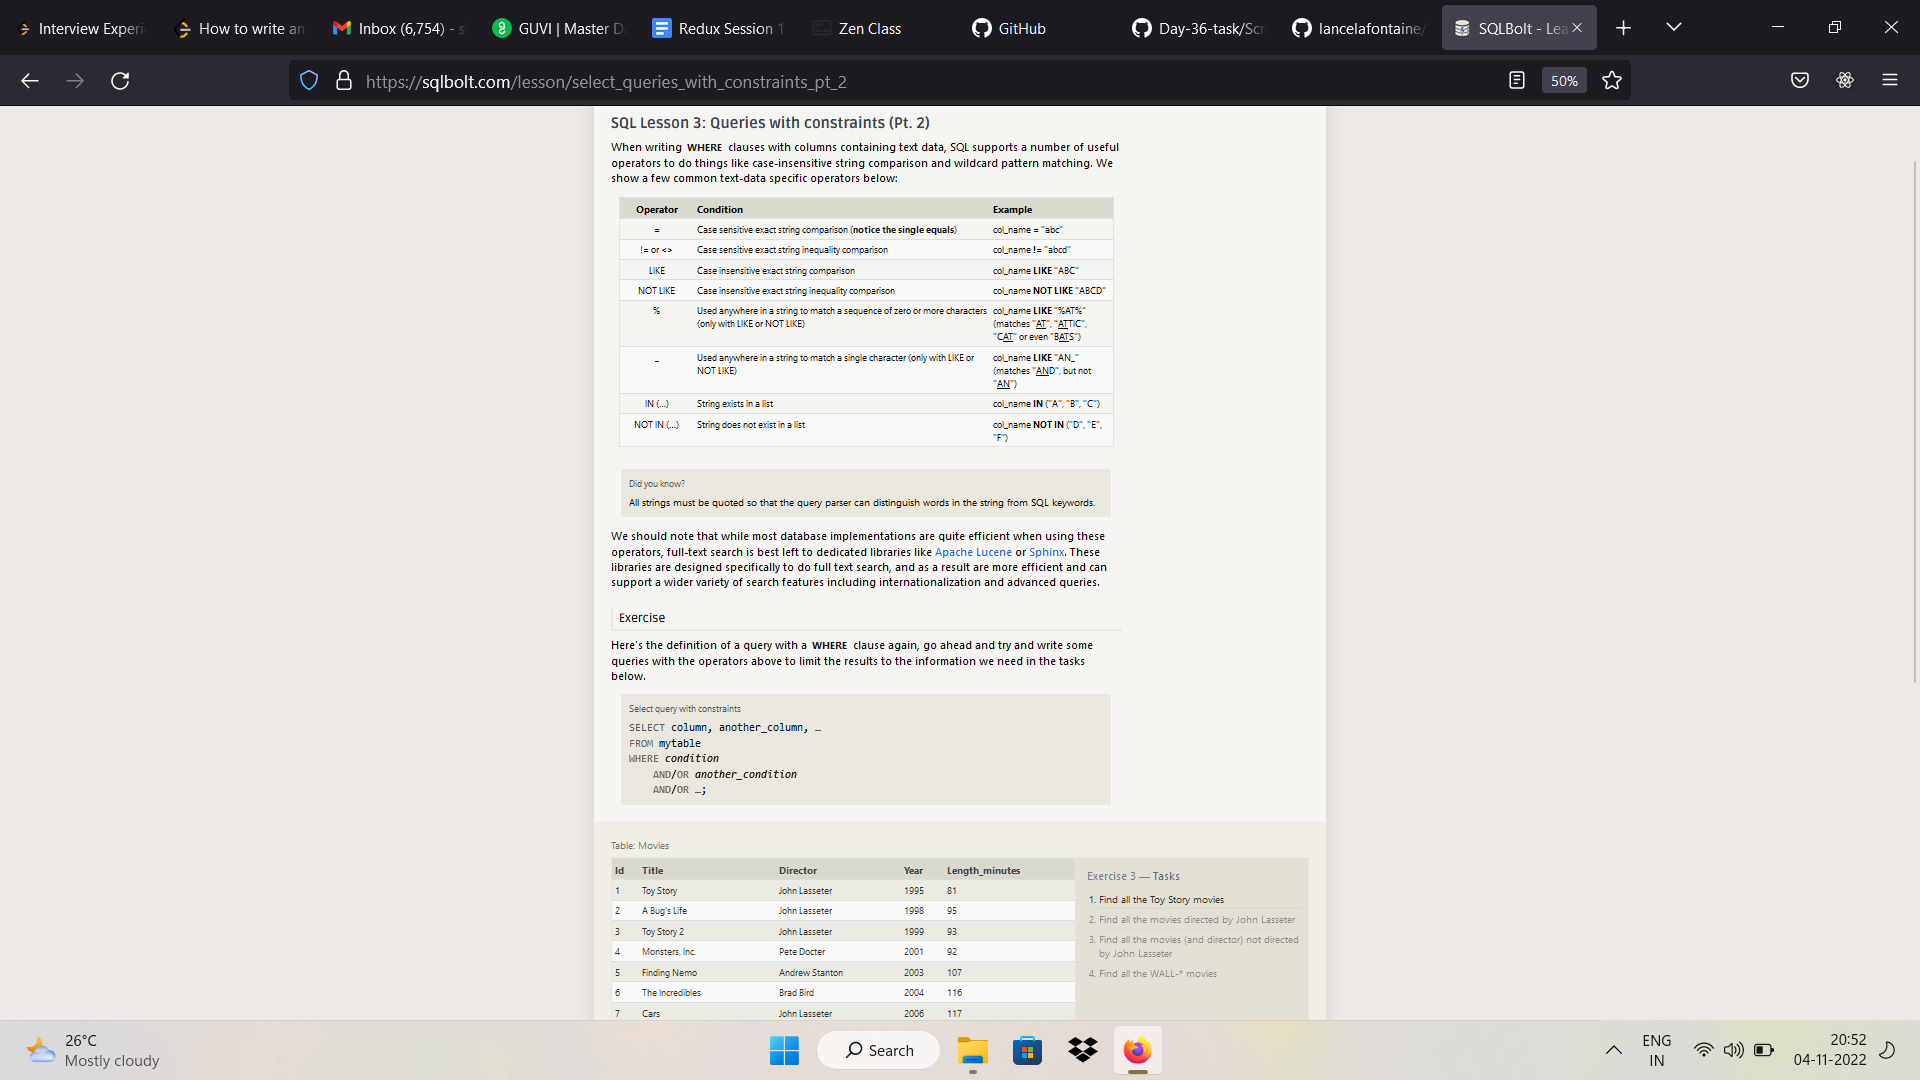 Interview Experi
How to write an
Inbox (6,754) - s
GUVI | Master D
Redux Session 1
Zen Class
GitHub
Day-36-task/Scr
lancelafontaine/
SQLBolt - Lea
https://sqlbolt.com/lesson/select_queries_with_constraints_pt_2
50%
SQL Lesson 3: Queries with constraints (Pt. 2)
When writing WHERE clauses with columns containing text data, SQL supports a number of useful
operators to do things like case-insensitive string comparison and wildcard pattern matching. We
show a few common text-data specific operators below:
Operator Condition Example
= Case sensitive exact string comparison (notice the single equals) col_name = "abc"
!= or <> Case sensitive exact string inequality comparison col_name != "abcd"
LIKE Case insensitive exact string comparison col_name LIKE "ABC"
NOT LIKE Case insensitive exact string inequality comparison col_name NOT LIKE "ABCD"
% Used anywhere in a string to match a sequence of zero or more characters col_name LIKE "%AT%"
(only with LIKE or NOT LIKE) (matches "AT", "ATTIC",
"CAT" or even "BATS")
_ Used anywhere in a string to match a single character (only with LIKE or col_name LIKE "AN_"
NOT LIKE) (matches "AND", but not
"AN")
IN (...) String exists in a list col_name IN ("A", "B", "C")
NOT IN (...) String does not exist in a list col_name NOT IN ("D", "E",
"F")
Did you know?
All strings must be quoted so that the query parser can distinguish words in the string from SQL keywords.
We should note that while most database implementations are quite efficient when using these
operators, full-text search is best left to dedicated libraries like Apache Lucene or Sphinx. These
libraries are designed specifically to do full text search, and as a result are more efficient and can
support a wider variety of search features including internationalization and advanced queries.
Exercise
Here's the definition of a query with a WHERE clause again, go ahead and try and write some
queries with the operators above to limit the results to the information we need in the tasks
below.
Select query with constraints
SELECT column, another_column, …
FROM mytable
WHERE condition
AND/OR another_condition
AND/OR …;
Table: Movies
Id Title Director Year Length_minutes
1 Toy Story John Lasseter 1995 81
2 A Bug's Life John Lasseter 1998 95
3 Toy Story 2 John Lasseter 1999 93
4 Monsters, Inc. Pete Docter 2001 92
5 Finding Nemo Andrew Stanton 2003 107
6 The Incredibles Brad Bird 2004 116
7 Cars John Lasseter 2006 117
Exercise 3 — Tasks
1. Find all the Toy Story movies
2. Find all the movies directed by John Lasseter
3. Find all the movies (and director) not directed
by John Lasseter
4. Find all the WALL-* movies
26°C
Mostly cloudy
Search
ENG
IN
20:52
04-11-2022